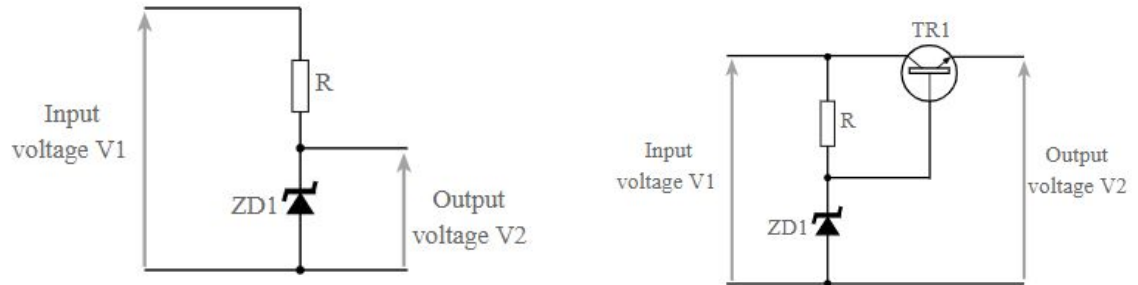 R
Input
voltage V1
ZD1
Output
voltage V2
TR1
R
Input
voltage V1
ZD1
Output
voltage V2